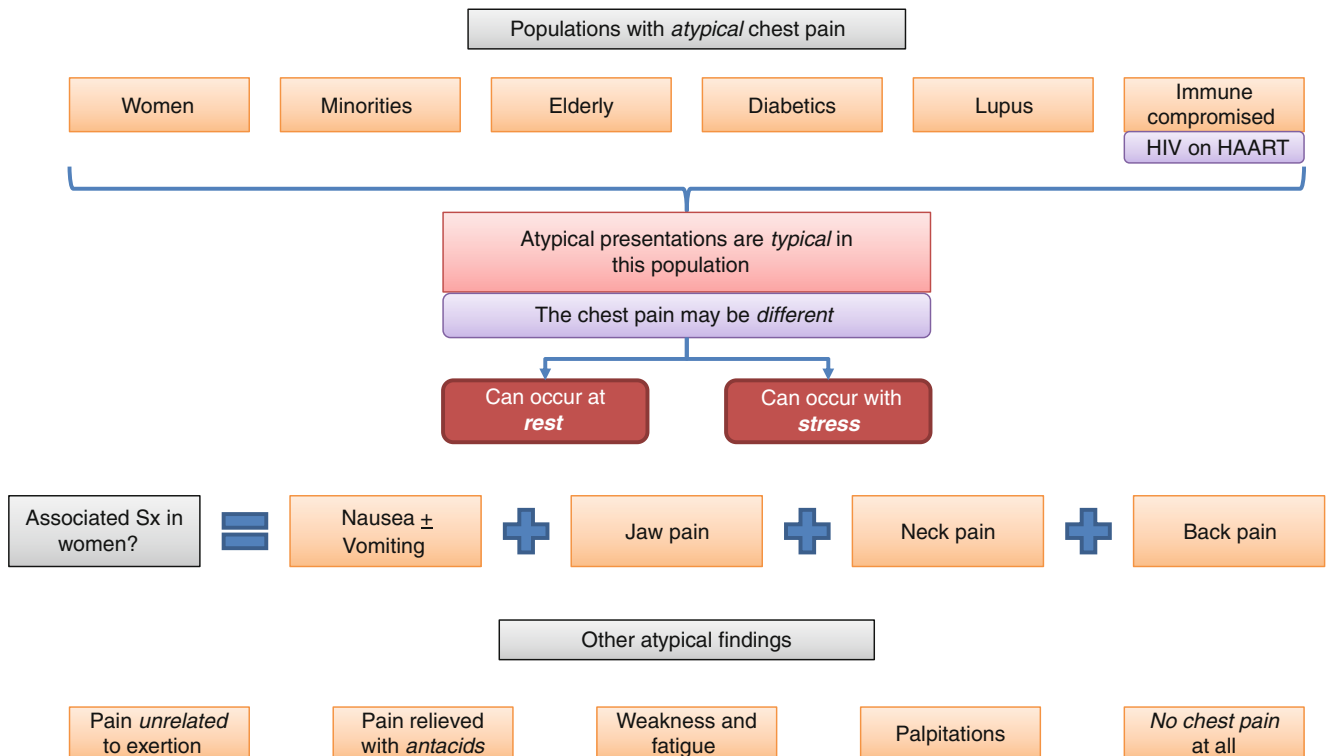 Populations with atypical chest pain
Women
Minorities
Elderly
Diabetics
Lupus
Immune
compromised
HIV on HAART
Atypical presentations are typical in
this population
The chest pain may be different
Can occur at
rest
Can occur with
stress
Associated Sx in
women?
Nausea ±
Vomiting
Jaw pain
Neck pain
Back pain
Other atypical findings
Pain unrelated
to exertion
Pain relieved
with antacids
Weakness and
fatigue
Palpitations
No chest pain
at all